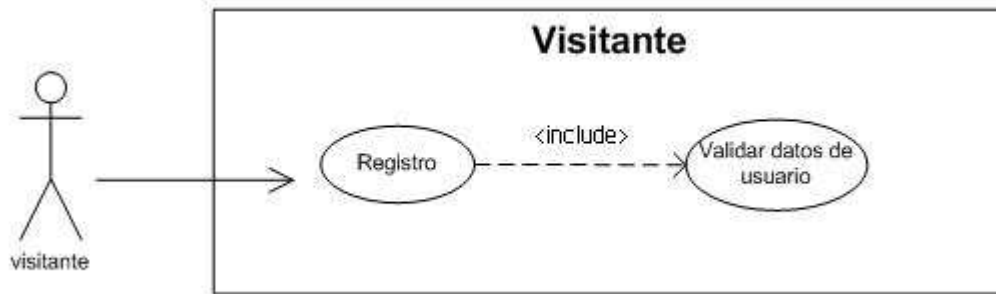 Visitante
<include>
Registro
Validar datos de
usuario
visitante